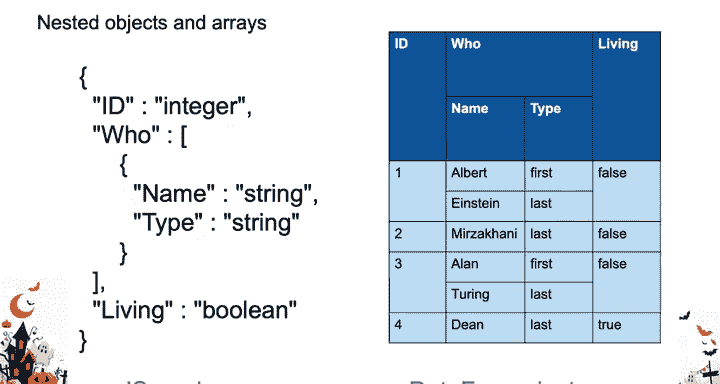 Nested objects and arrays
{
"ID" : "integer",
"Who" : [
{
"Name" : "string",
"Type" : "string"
}
],
"Living" : "boolean"
}
ID Who Living
Name Type
1 Albert first false
Einstein last
2 Mirzakhani last false
3 Alan first false
Turing last
4 Dean last true